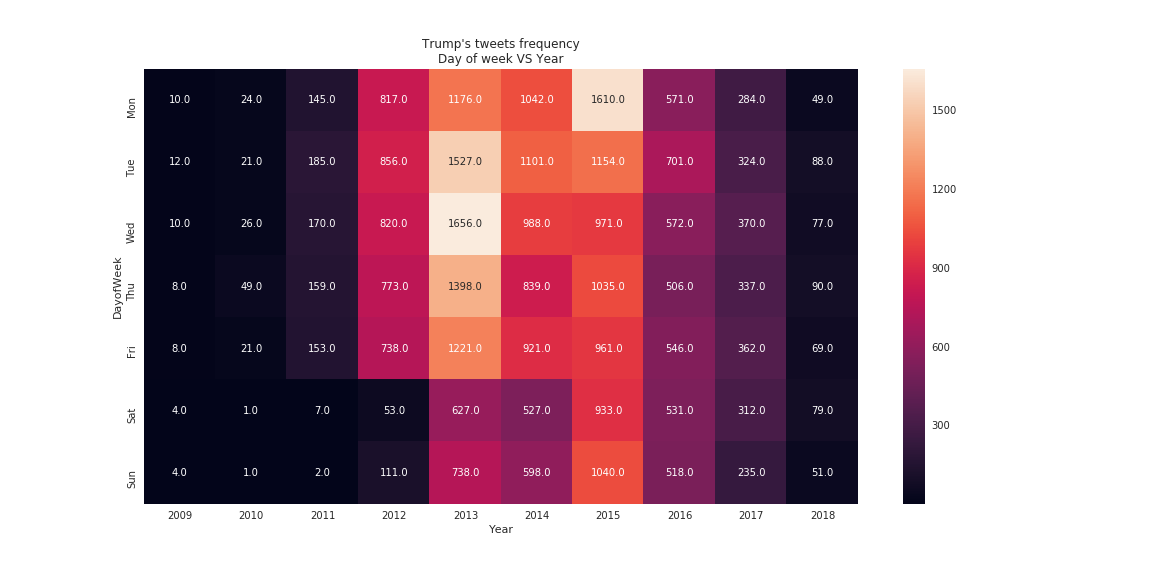 Trump's tweets frequency
Day of week VS Year
Mon 10.0 24.0 145.0 817.0 1176.0 1042.0 1610.0 571.0 284.0 49.0
Tue 12.0 21.0 185.0 856.0 1527.0 1101.0 1154.0 701.0 324.0 88.0
Wed 10.0 26.0 170.0 820.0 1656.0 988.0 971.0 572.0 370.0 77.0
Thu 8.0 49.0 159.0 773.0 1398.0 839.0 1035.0 506.0 337.0 90.0
Fri 8.0 21.0 153.0 738.0 1221.0 921.0 961.0 546.0 362.0 69.0
Sat 4.0 1.0 7.0 53.0 627.0 527.0 933.0 531.0 312.0 79.0
Sun 4.0 1.0 2.0 111.0 738.0 598.0 1040.0 518.0 235.0 51.0
DayofWeek
2009 2010 2011 2012 2013 2014 2015 2016 2017 2018
Year
1500
1200
900
600
300